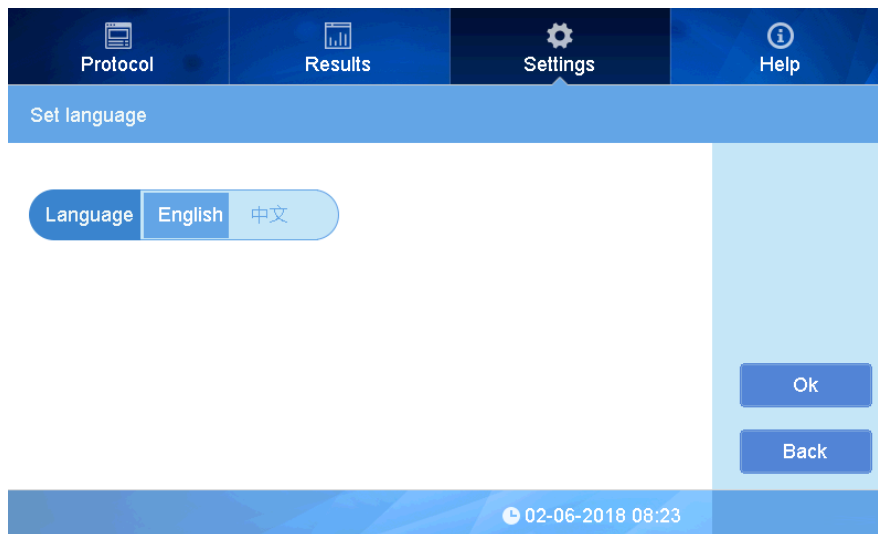 Protocol Results Settings Help
Set language
Language English 中文
Ok
Back
02-06-2018 08:23